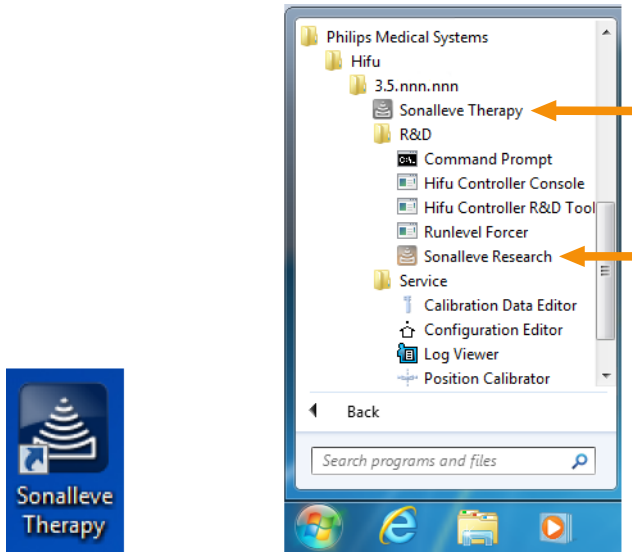 Philips Medical Systems
Hifu
3.5.nnn.nnn
Sonalleve Therapy
R&D
Command Prompt
Hifu Controller Console
Hifu Controller R&D Tool
Runlevel Forcer
Sonalleve Research
Service
Calibration Data Editor
Configuration Editor
Log Viewer
Position Calibrator
Back
Search programs and files
Sonalleve
Therapy